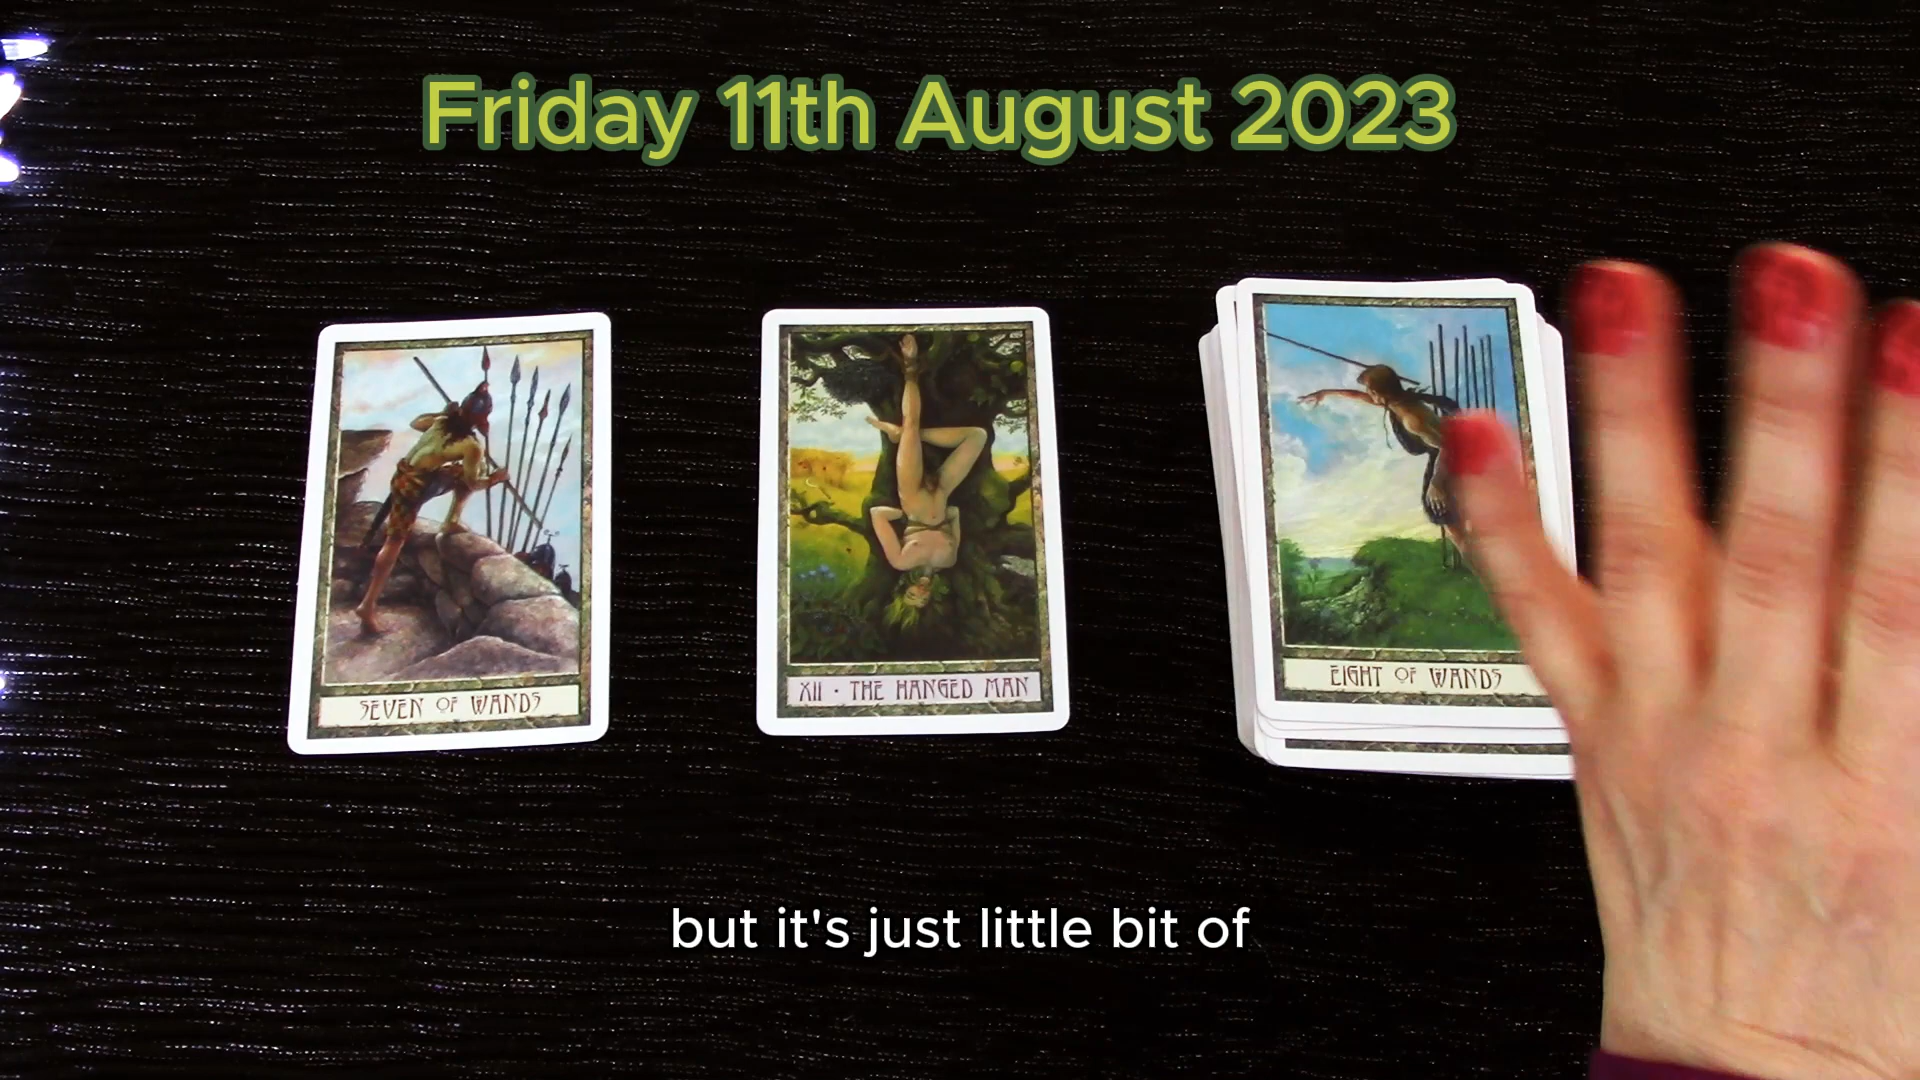 Friday 11th August 2023
SEVEN OF WANDS
XII · THE HANGED MAN
EIGHT OF WANDS
but it's just little bit of